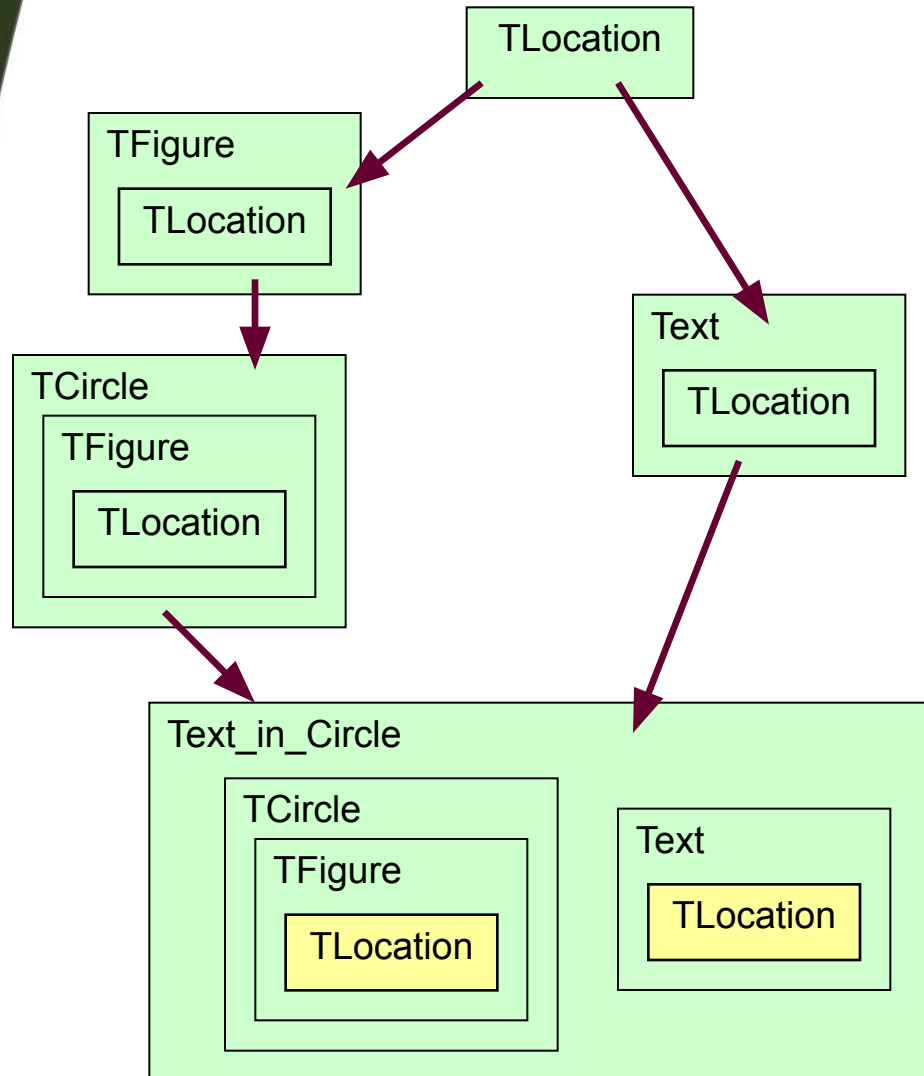 TLocation
TFigure
TLocation
Text
TLocation
TCircle
TFigure
TLocation
Text_in_Circle
TCircle
TFigure
TLocation
Text
TLocation